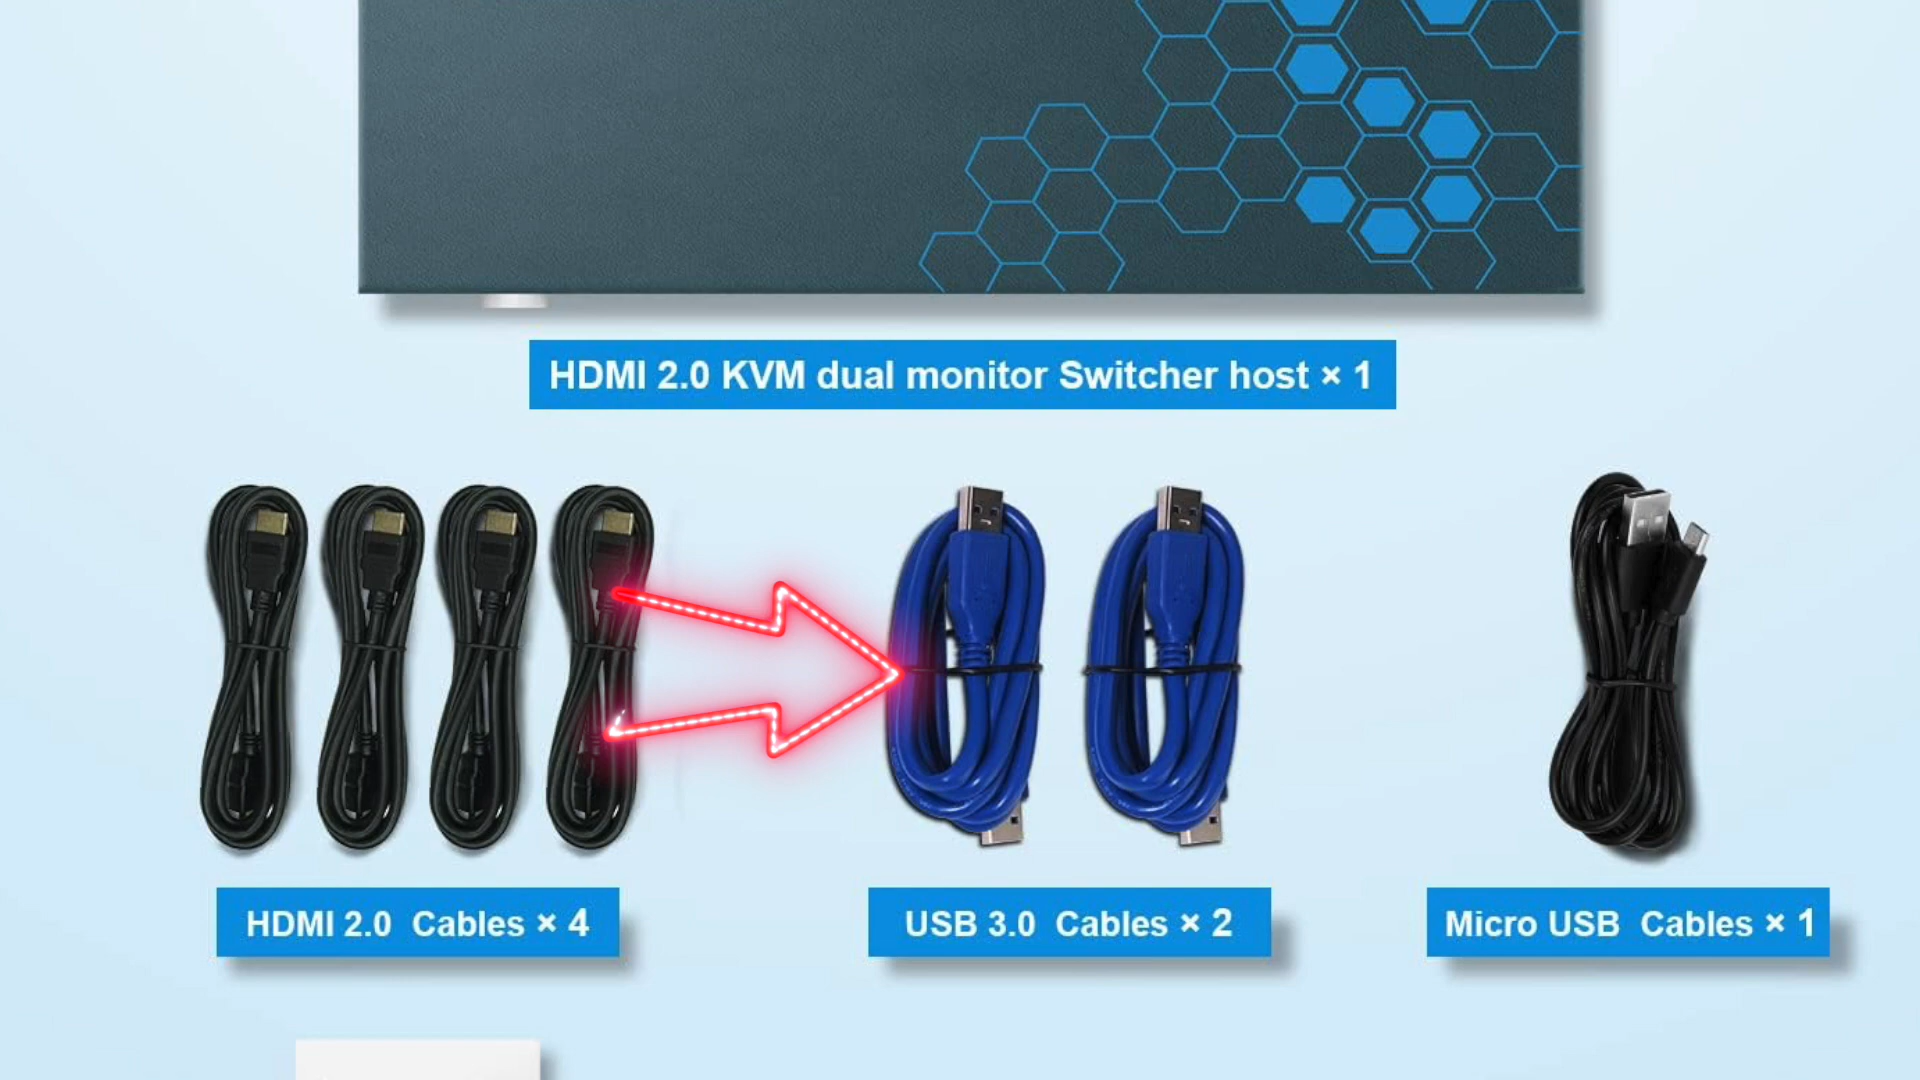 HDMI 2.0 KVM dual monitor Switcher host × 1
HDMI 2.0 Cables × 4
USB 3.0 Cables × 2
Micro USB Cables × 1